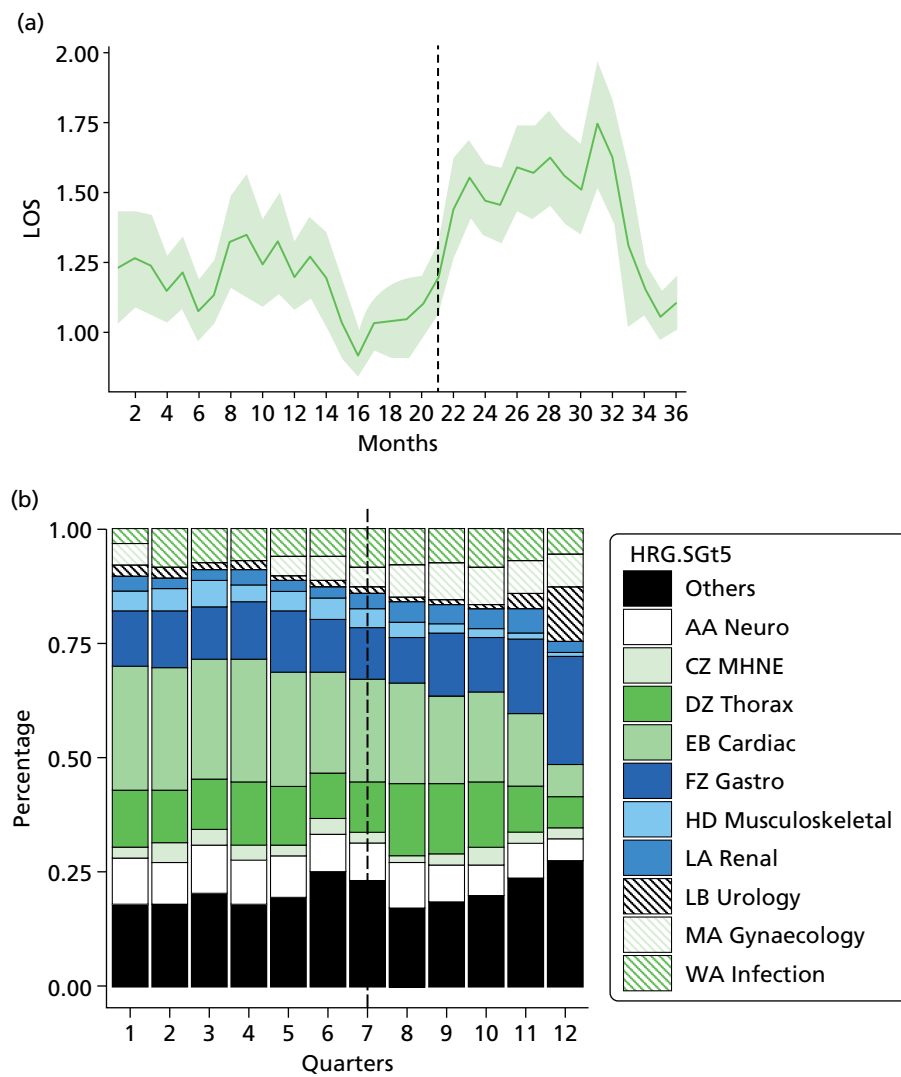 (a)
2.00
1.75
1.50
1.25
1.00
LOS
2 4 6 8 10 12 14 16 18 20 22 24 26 28 30 32 34 36
Months
(b)
1.00
0.75
0.50
0.25
0.00
Percentage
1 2 3 4 5 6 7 8 9 10 11 12
Quarters
HRG.SGt5
Others
AA Neuro
CZ MHNE
DZ Thorax
EB Cardiac
FZ Gastro
HD Musculoskeletal
LA Renal
LB Urology
MA Gynaecology
WA Infection